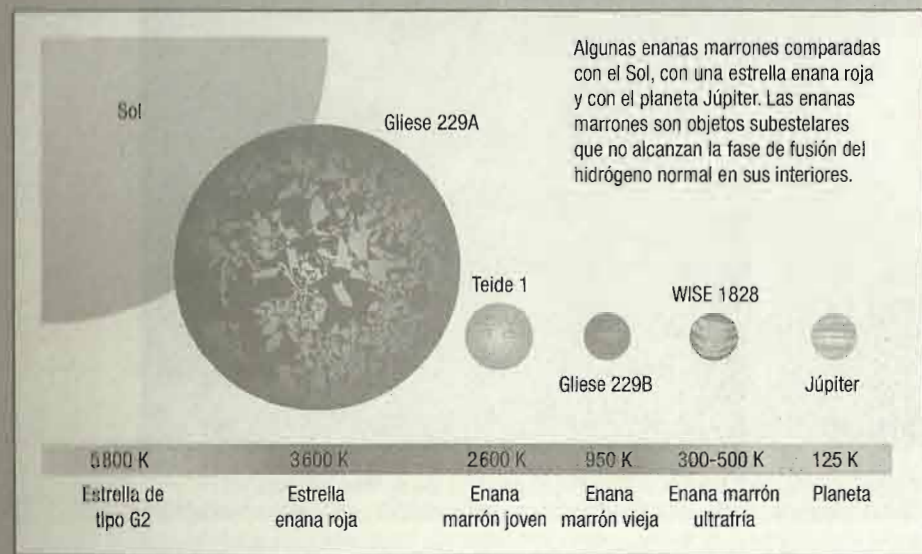 Algunas enanas marrones comparadas
con el Sol, con una estrella enana roja
y con el planeta Júpiter. Las enanas
marrones son objetos subestelares
que no alcanzan la fase de fusión del
hidrógeno normal en sus interiores.
Sol
Gliese 229A
Teide 1
WISE 1828
Gliese 229B
Júpiter
5800 K
3600 K
2600 K
950 K
300-500 K
125 K
Estrella de
tipo G2
Estrella
enana roja
Enana
marrón joven
Enana
marrón vieja
Enana marrón
ultrafría
Planeta